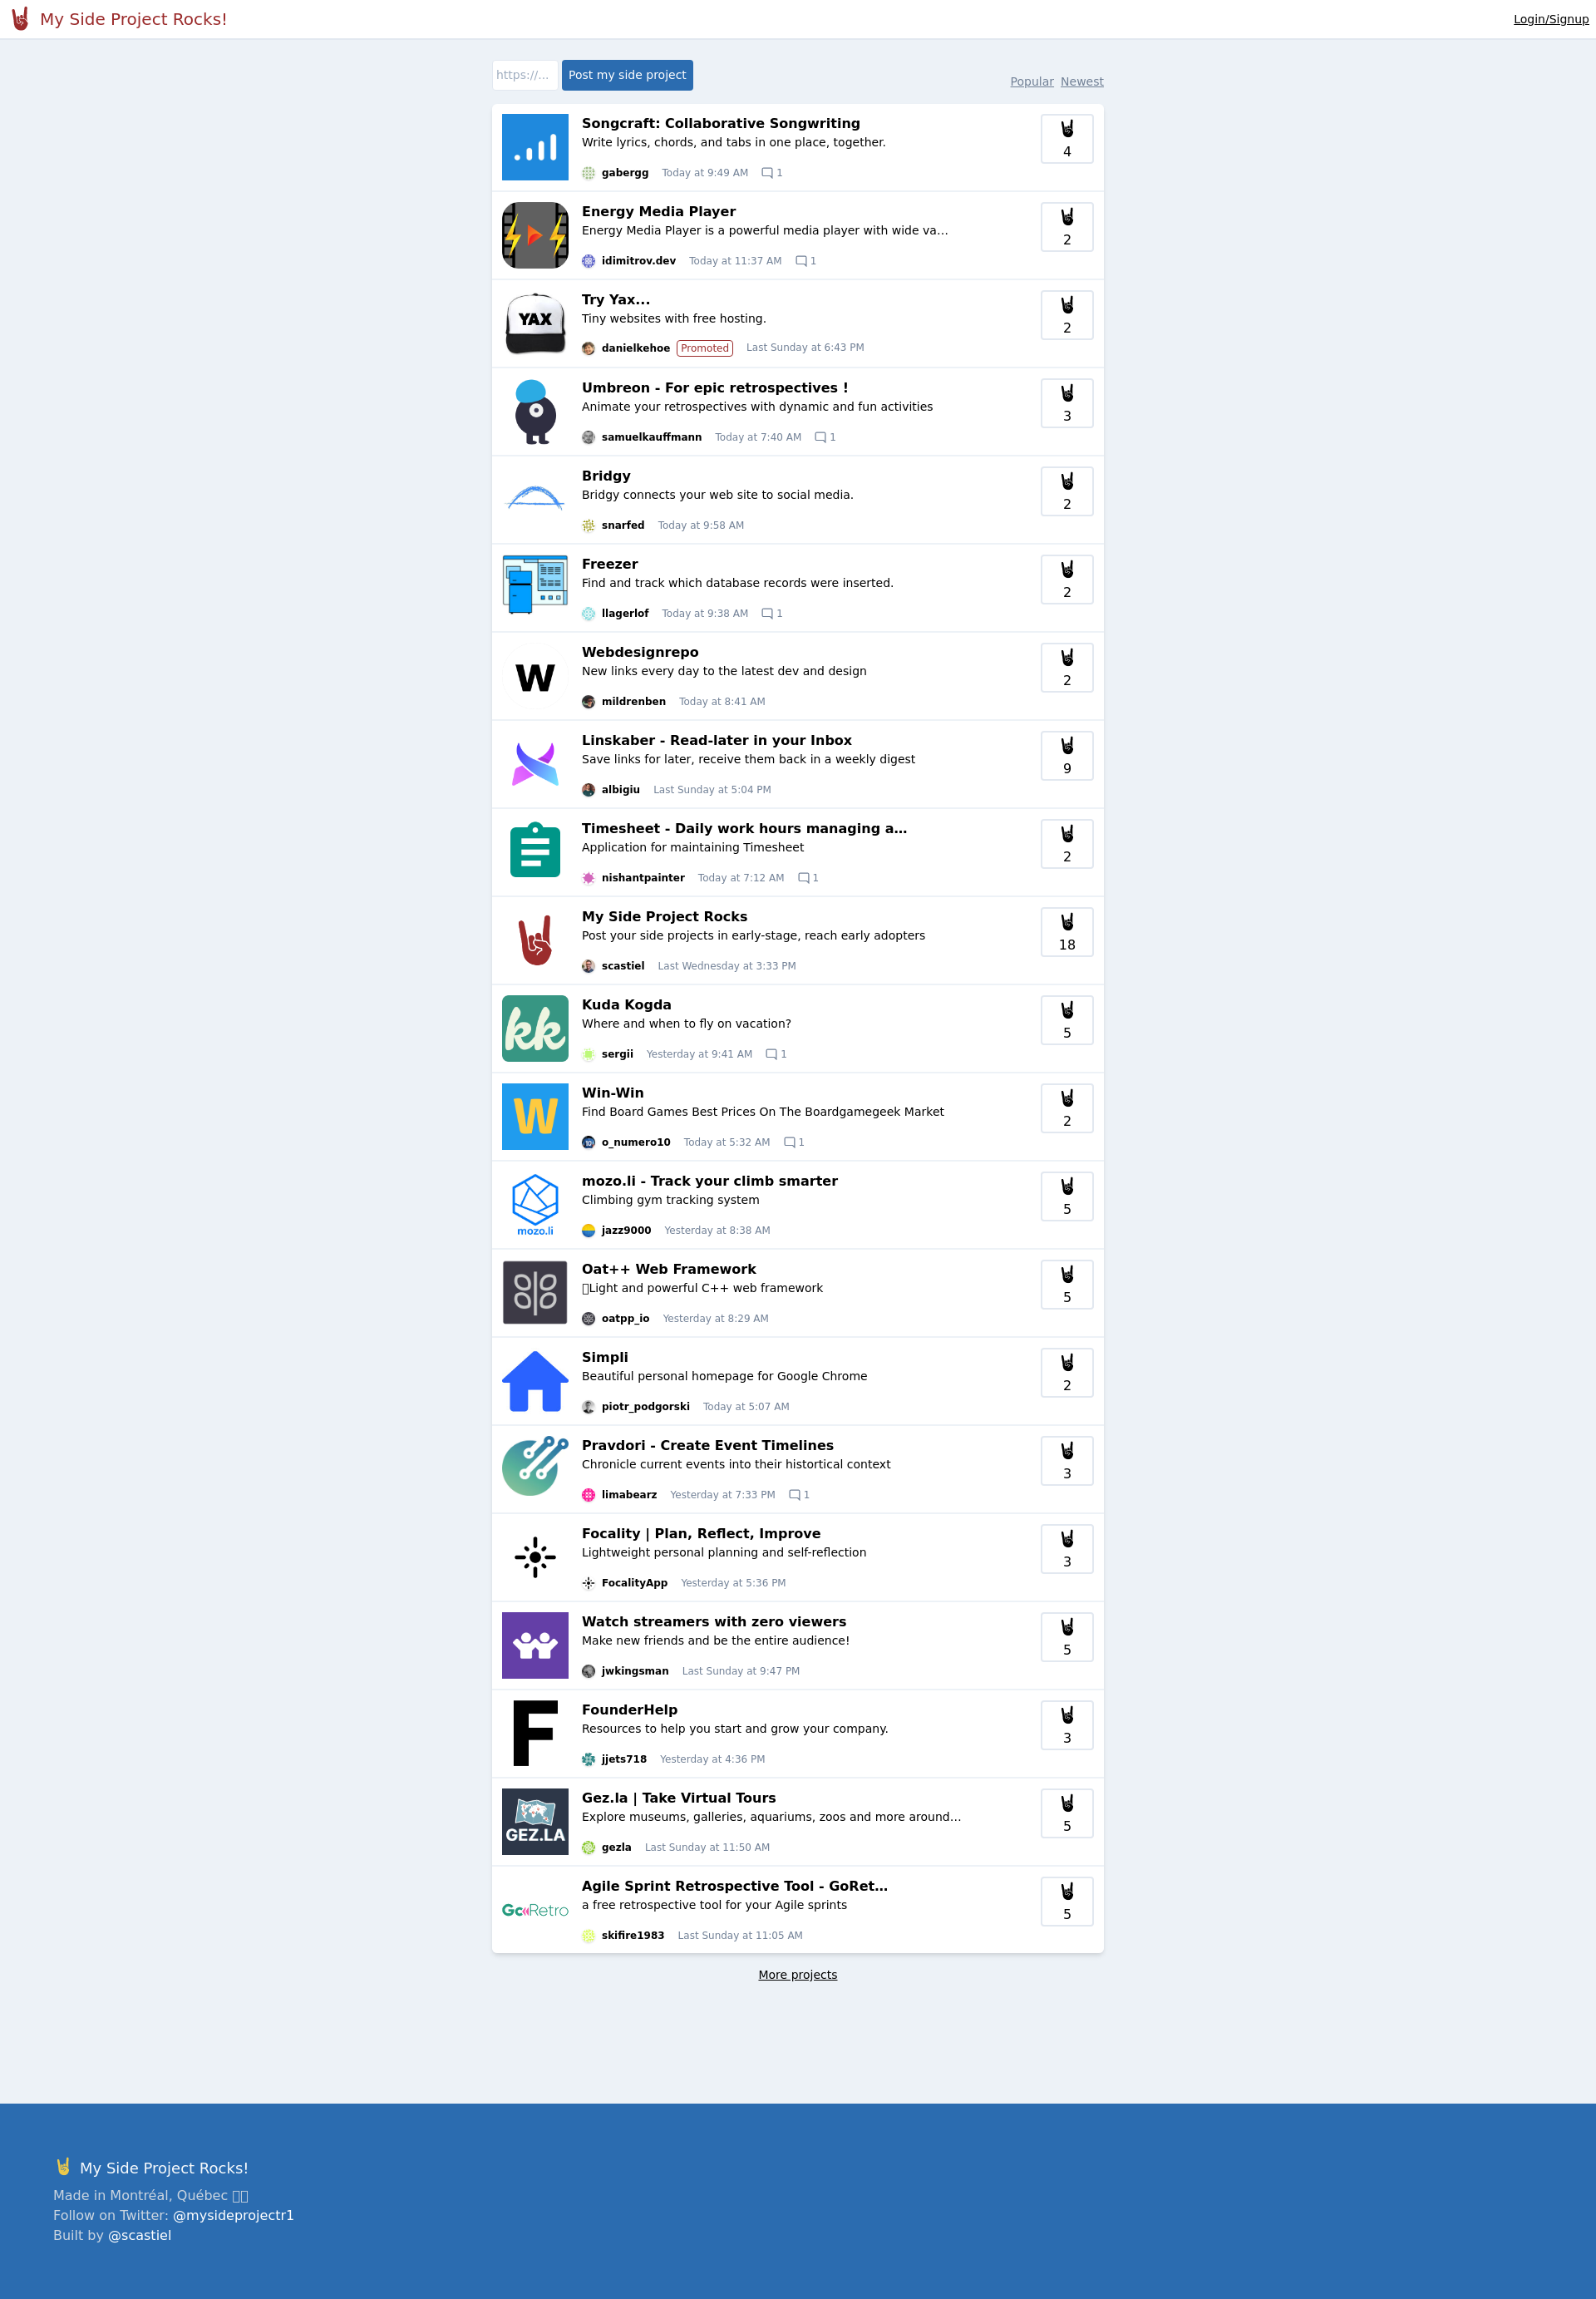 My Side Project Rocks!
Login/Signup
https://...
Post my side project
Popular Newest
Songcraft: Collaborative Songwriting
Write lyrics, chords, and tabs in one place, together.
gabergg Today at 9:49 AM 1
4
Energy Media Player
Energy Media Player is a powerful media player with wide va…
idimitrov.dev Today at 11:37 AM 1
2
YAX
Try Yax...
Tiny websites with free hosting.
danielkehoe Promoted Last Sunday at 6:43 PM
2
Umbreon - For epic retrospectives !
Animate your retrospectives with dynamic and fun activities
samuelkauffmann Today at 7:40 AM 1
3
Bridgy
Bridgy connects your web site to social media.
snarfed Today at 9:58 AM
2
Freezer
Find and track which database records were inserted.
llagerlof Today at 9:38 AM 1
2
W
Webdesignrepo
New links every day to the latest dev and design
mildrenben Today at 8:41 AM
2
Linskaber - Read-later in your Inbox
Save links for later, receive them back in a weekly digest
albigiu Last Sunday at 5:04 PM
9
Timesheet - Daily work hours managing a…
Application for maintaining Timesheet
nishantpainter Today at 7:12 AM 1
2
My Side Project Rocks
Post your side projects in early-stage, reach early adopters
scastiel Last Wednesday at 3:33 PM
18
kk
Kuda Kogda
Where and when to fly on vacation?
sergii Yesterday at 9:41 AM 1
5
W
Win-Win
Find Board Games Best Prices On The Boardgamegeek Market
o_numero10 Today at 5:32 AM 1
2
mozo.li
mozo.li - Track your climb smarter
Climbing gym tracking system
jazz9000 Yesterday at 8:38 AM
5
Oat++ Web Framework
Light and powerful C++ web framework
oatpp_io Yesterday at 8:29 AM
5
Simpli
Beautiful personal homepage for Google Chrome
piotr_podgorski Today at 5:07 AM
2
Pravdori - Create Event Timelines
Chronicle current events into their histortical context
limabearz Yesterday at 7:33 PM 1
3
Focality | Plan, Reflect, Improve
Lightweight personal planning and self-reflection
FocalityApp Yesterday at 5:36 PM
3
Watch streamers with zero viewers
Make new friends and be the entire audience!
jwkingsman Last Sunday at 9:47 PM
5
F
FounderHelp
Resources to help you start and grow your company.
jjets718 Yesterday at 4:36 PM
3
GEZ.LA
Gez.la | Take Virtual Tours
Explore museums, galleries, aquariums, zoos and more around…
gezla Last Sunday at 11:50 AM
5
GoRetro
Agile Sprint Retrospective Tool - GoRet…
a free retrospective tool for your Agile sprints
skifire1983 Last Sunday at 11:05 AM
5
More projects
My Side Project Rocks!
Made in Montréal, Québec
Follow on Twitter: @mysideprojectr1
Built by @scastiel